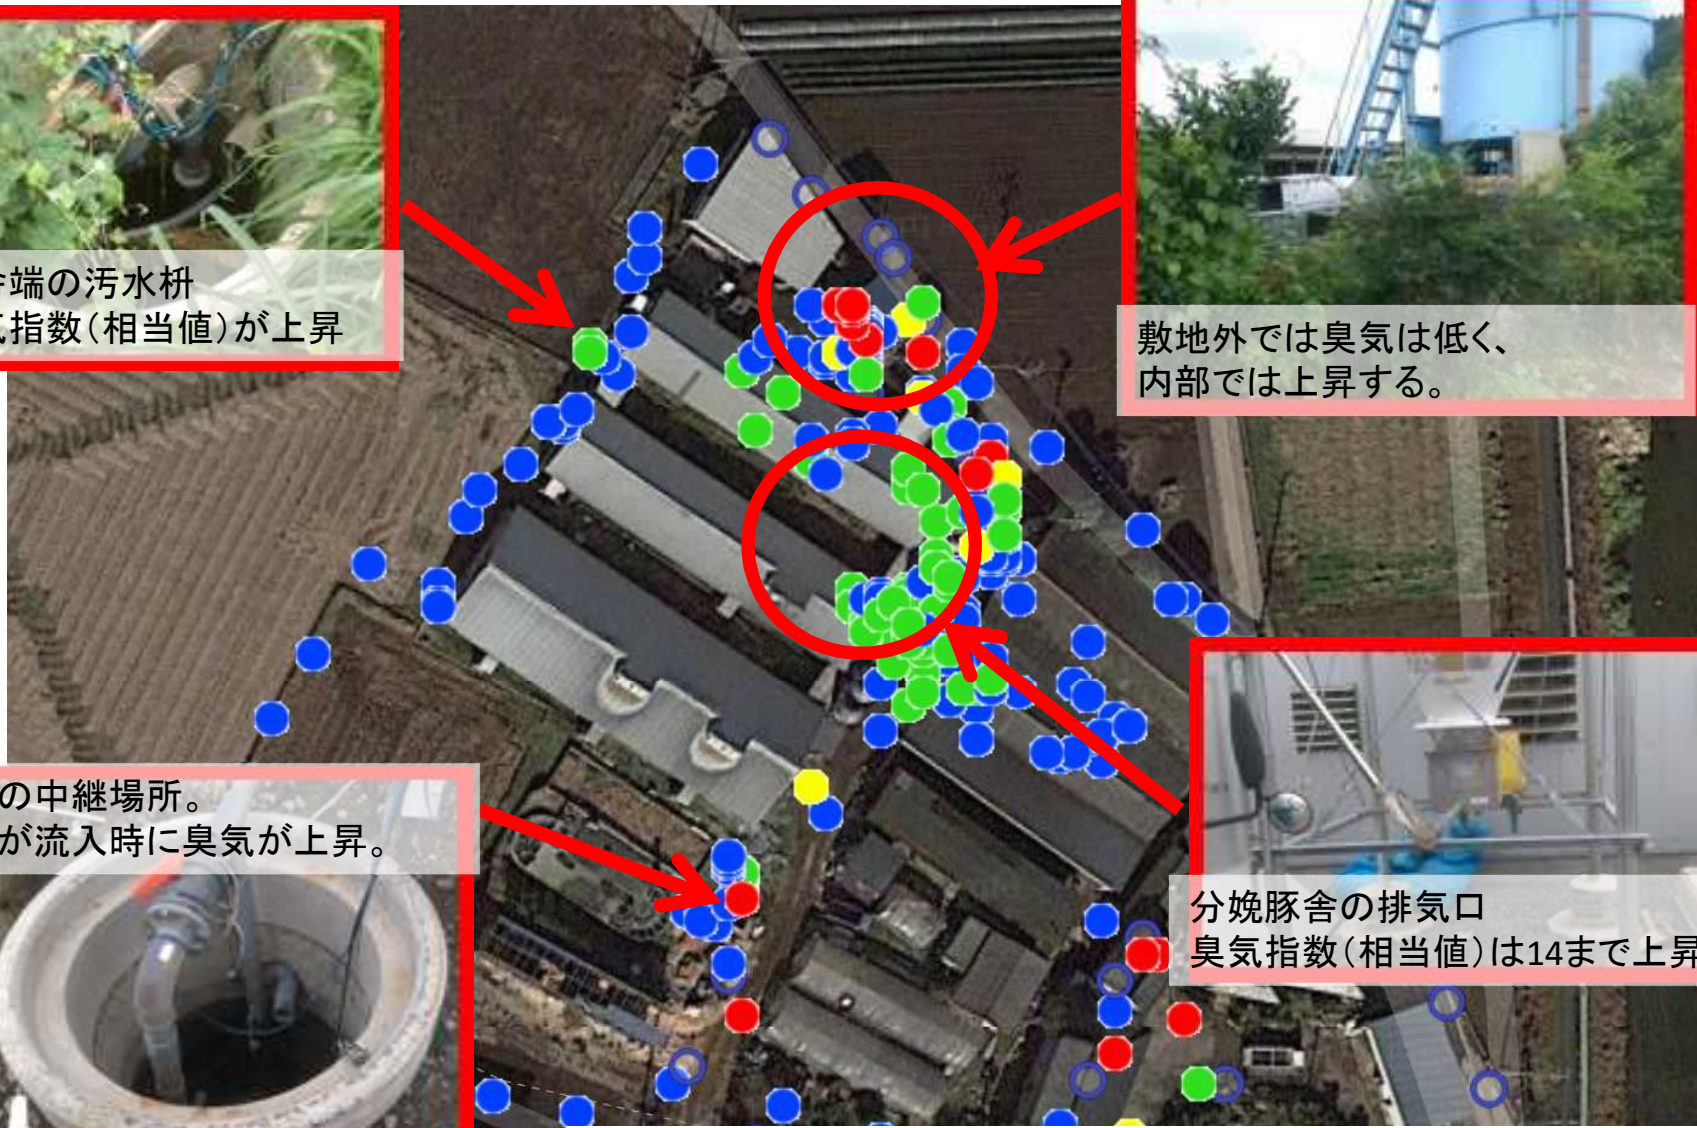 端の汚水枡
指数（相当値）が上昇
敷地外では臭気は低く、
内部では上昇する。
の中継場所。
が流入時に臭気が上昇。
分娩豚舎の排気口
臭気指数（相当値）は14まで上昇